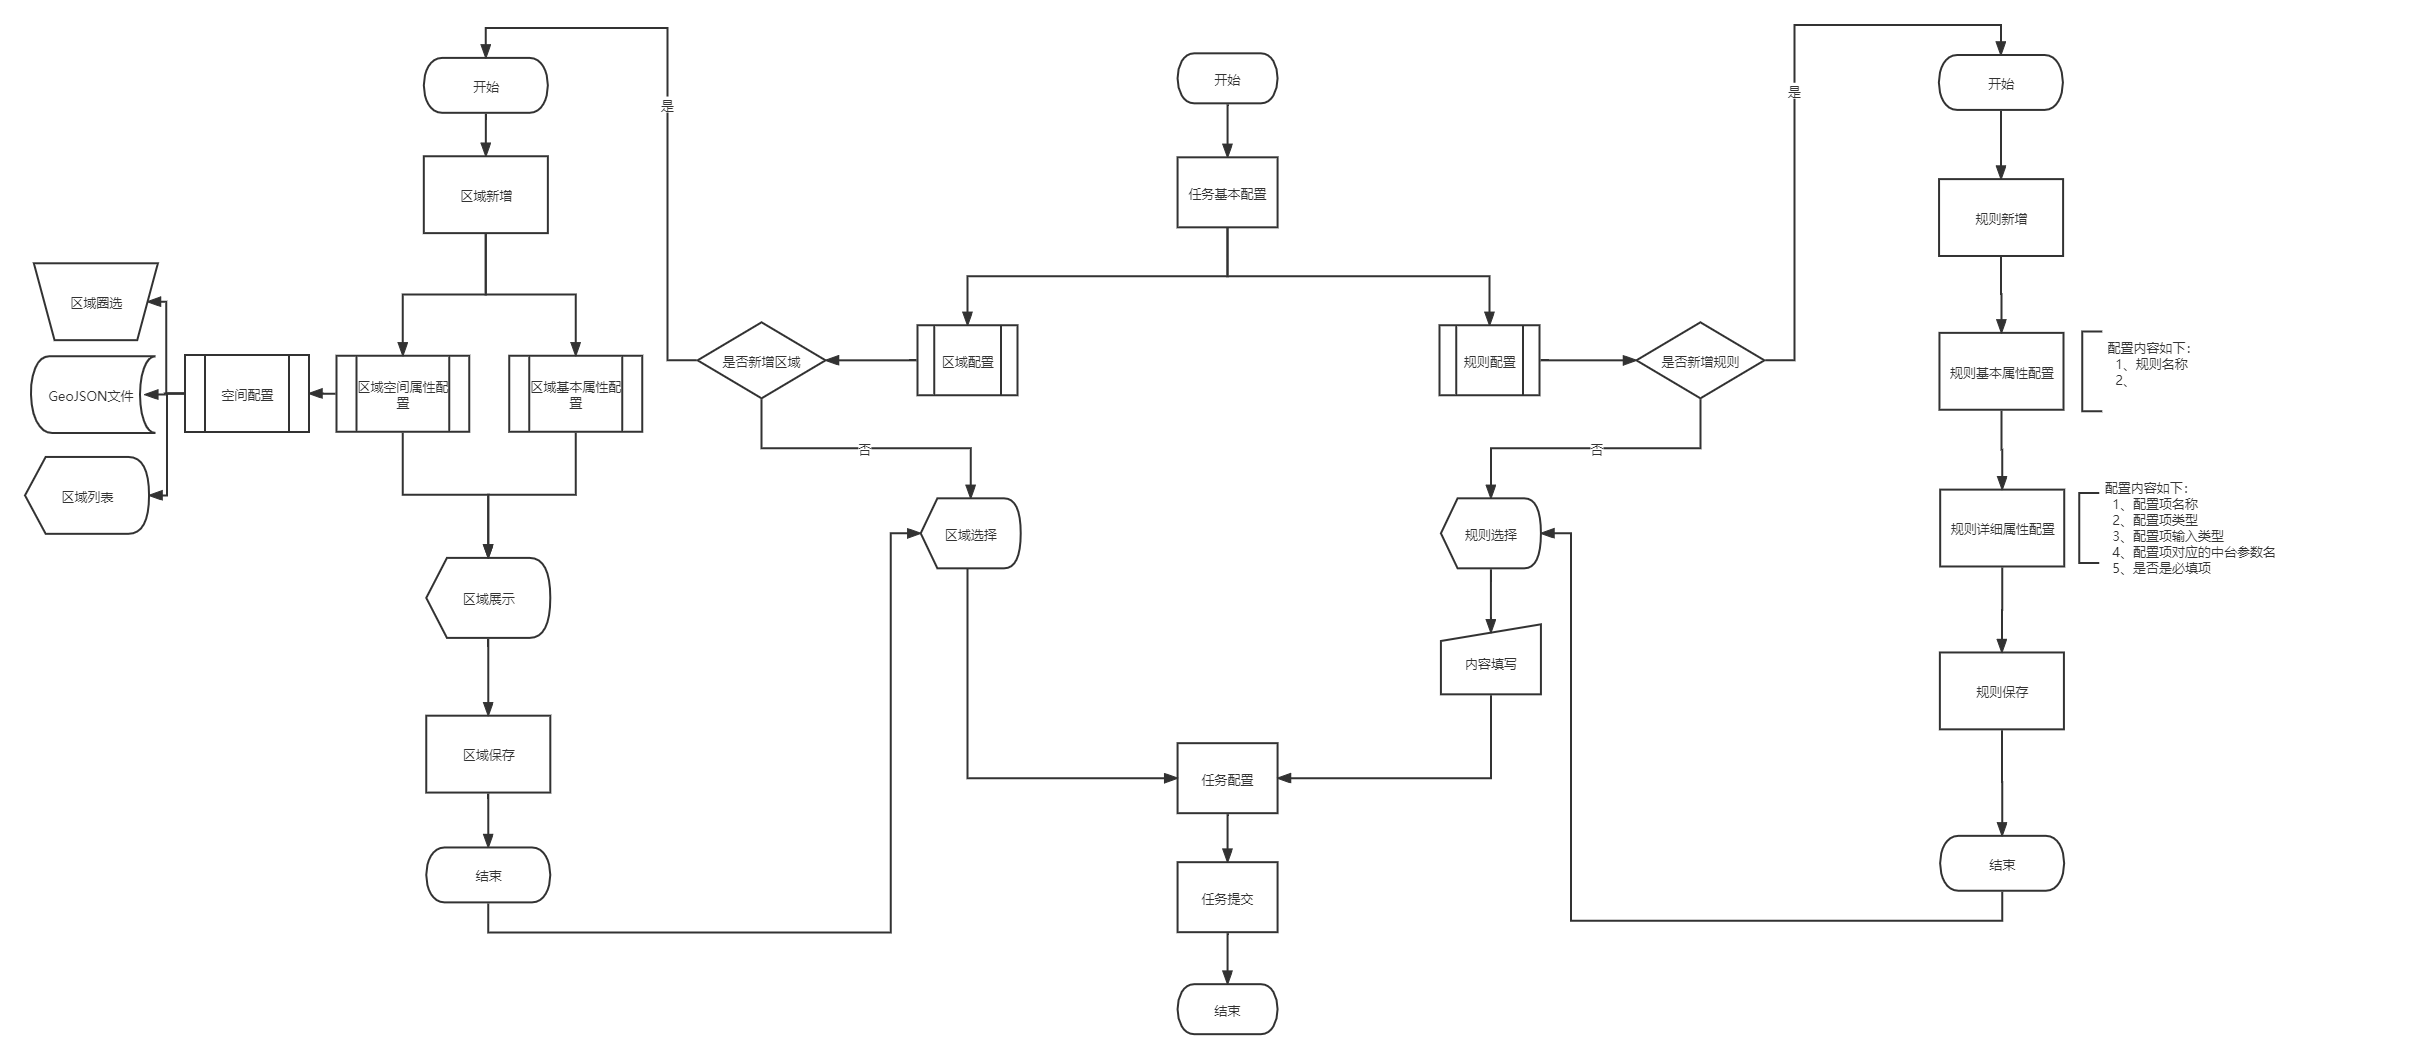 开始
区域新增
区域圈选
GeoJSON文件
区域列表
空间配置
区域空间属性配
置
区域基本属性配
置
区域展示
区域保存
结束
是
是否新增区域
否
开始
任务基本配置
区域配置
规则配置
区域选择
规则选择
内容填写
任务配置
任务提交
结束
是否新增规则
是
否
开始
规则新增
规则基本属性配置
配置内容如下：
1、规则名称
2、
规则详细属性配置
配置内容如下：
1、配置项名称
2、配置项类型
3、配置项输入类型
4、配置项对应的中台参数名
5、是否是必填项
规则保存
结束